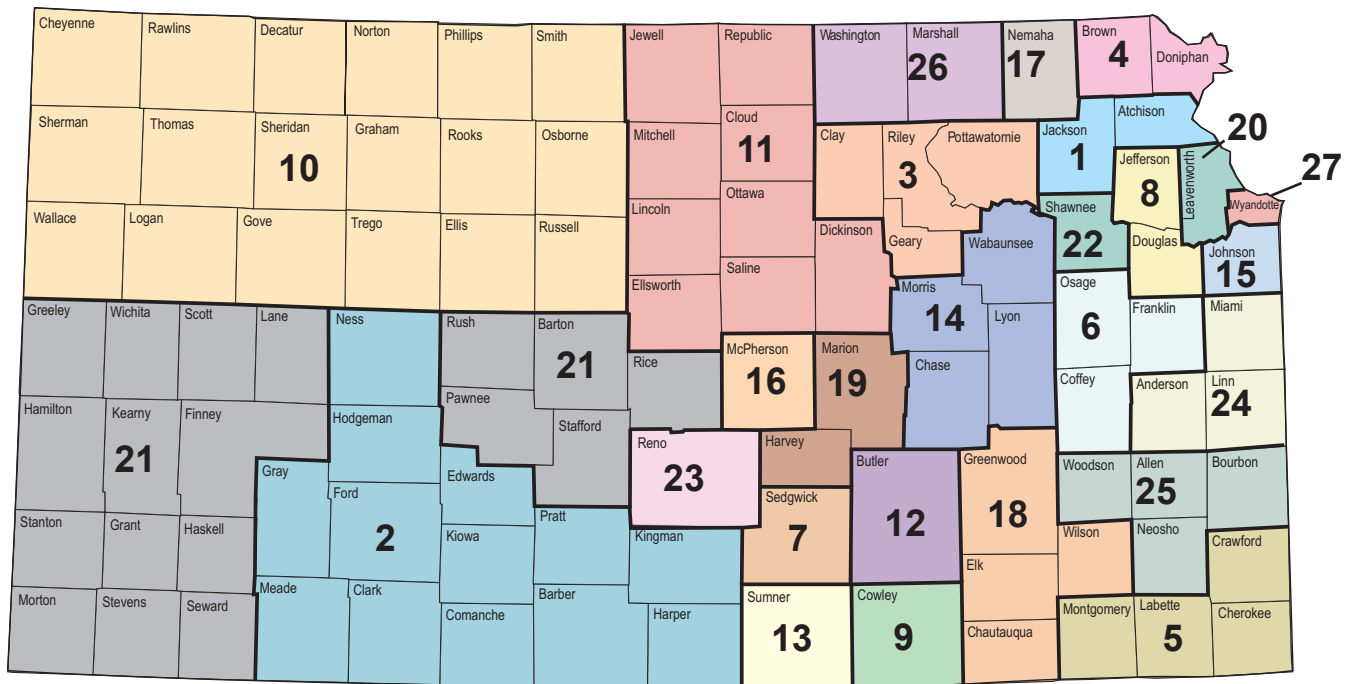 Cheyenne
Rawlins
Decatur
Norton
Phillips
Smith
Jewell
Republic
Washington
Marshall
Nemaha
Brown
Doniphan
26
17
4
Sherman
Thomas
Sheridan
Graham
Rooks
Osborne
Mitchell
Cloud
Clay
Riley
Pottawatomie
Jackson
Atchison
20
10
11
3
1
Jefferson
8
Leavenworth
27
Wyandotte
Wallace
Logan
Gove
Trego
Ellis
Russell
Lincoln
Ottawa
Dickinson
Geary
Wabaunsee
Shawnee
22
Douglas
Johnson
15
Ellsworth
Saline
Morris
14
Lyon
Osage
6
Franklin
Miami
Greeley
Wichita
Scott
Lane
Ness
Rush
Barton
21
Rice
McPherson
16
Marion
19
Chase
Coffey
Anderson
Linn
24
Hamilton
Kearny
21
Finney
Hodgeman
Pawnee
Stafford
Reno
23
Harvey
Butler
12
Greenwood
18
Woodson
Allen
25
Bourbon
Gray
Ford
2
Edwards
Kiowa
Pratt
Kingman
Sedgwick
7
Wilson
Neosho
Crawford
Stanton
Grant
Haskell
Elk
Morton
Stevens
Seward
Meade
Clark
Comanche
Barber
Harper
Sumner
13
Cowley
9
Chautauqua
Montgomery
Labette
5
Cherokee